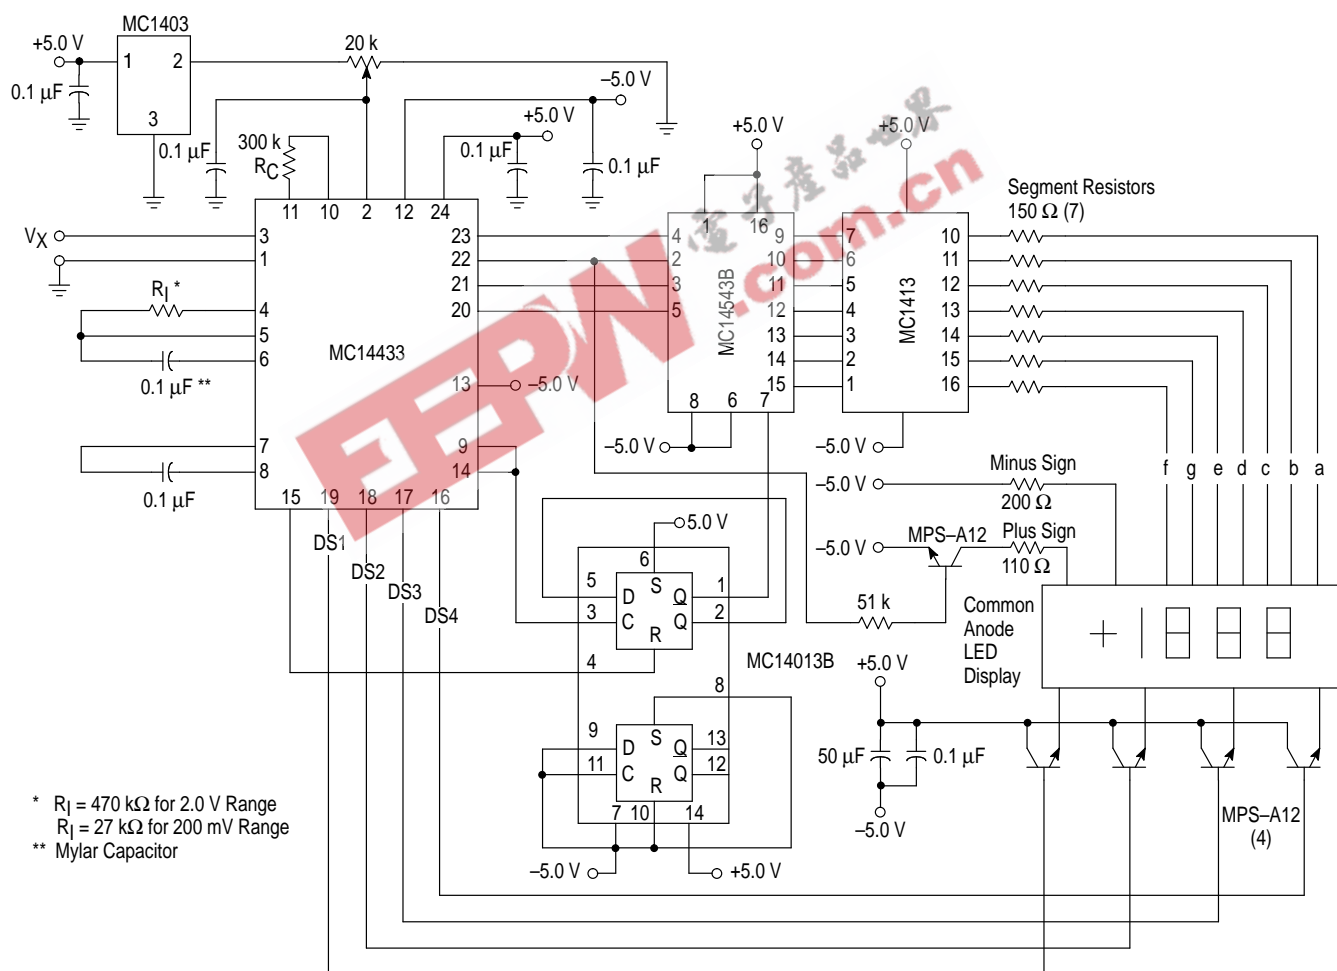 MC1403
+5.0 V
1
2
3
0.1 µF
20 k
–5.0 V
+5.0 V
0.1 µF
300 k
RC
0.1 µF
0.1 µF
11
10
2
12
24
VX
3
1
RI *
4
5
6
0.1 µF **
7
8
0.1 µF
MC14433
23
22
21
20
13
–5.0 V
9
14
15
19
18
17
16
DS1
DS2
DS3
DS4
+5.0 V
1
16
4
2
3
5
MC14543B
9
10
11
12
13
14
15
8
6
7
–5.0 V
+5.0 V
7
6
5
4
3
2
1
MC1413
10
11
12
13
14
15
16
–5.0 V
Segment Resistors
150 Ω (7)
f
g
e
d
c
b
a
–5.0 V
Minus Sign
200 Ω
–5.0 V
MPS–A12
Plus Sign
110 Ω
51 k
5.0 V
6
5
3
4
D
C
S
R
Q
Q
1
2
MC14013B
8
9
11
D
C
S
R
Q
Q
13
12
7
10
14
–5.0 V
+5.0 V
Common
Anode
LED
Display
+5.0 V
50 µF
0.1 µF
–5.0 V
MPS–A12
(4)
* RI = 470 kΩ for 2.0 V Range
RI = 27 kΩ for 200 mV Range
** Mylar Capacitor
EEPW.com.cn
電子產品世界